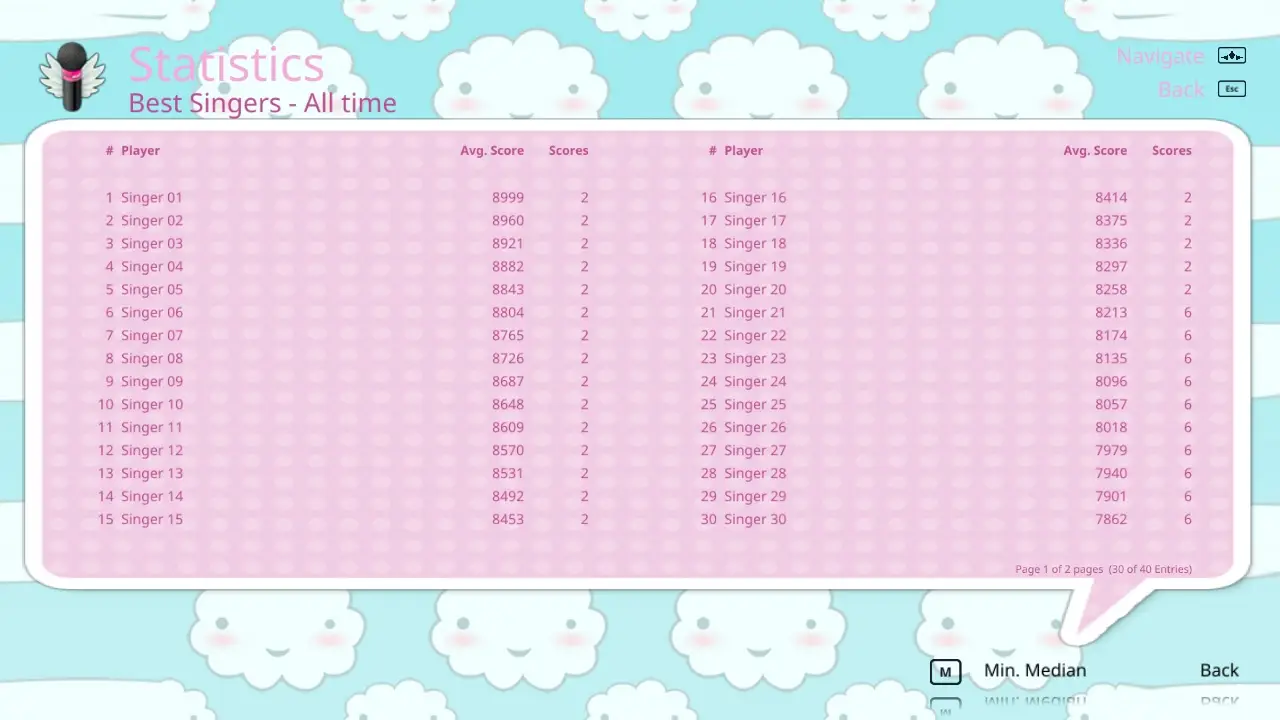 Statistics
Best Singers - All time
Navigate
Back Esc
# Player Avg. Score Scores
1 Singer 01 8999 2
2 Singer 02 8960 2
3 Singer 03 8921 2
4 Singer 04 8882 2
5 Singer 05 8843 2
6 Singer 06 8804 2
7 Singer 07 8765 2
8 Singer 08 8726 2
9 Singer 09 8687 2
10 Singer 10 8648 2
11 Singer 11 8609 2
12 Singer 12 8570 2
13 Singer 13 8531 2
14 Singer 14 8492 2
15 Singer 15 8453 2
# Player Avg. Score Scores
16 Singer 16 8414 2
17 Singer 17 8375 2
18 Singer 18 8336 2
19 Singer 19 8297 2
20 Singer 20 8258 2
21 Singer 21 8213 6
22 Singer 22 8174 6
23 Singer 23 8135 6
24 Singer 24 8096 6
25 Singer 25 8057 6
26 Singer 26 8018 6
27 Singer 27 7979 6
28 Singer 28 7940 6
29 Singer 29 7901 6
30 Singer 30 7862 6
Page 1 of 2 pages (30 of 40 Entries)
M Min. Median Back